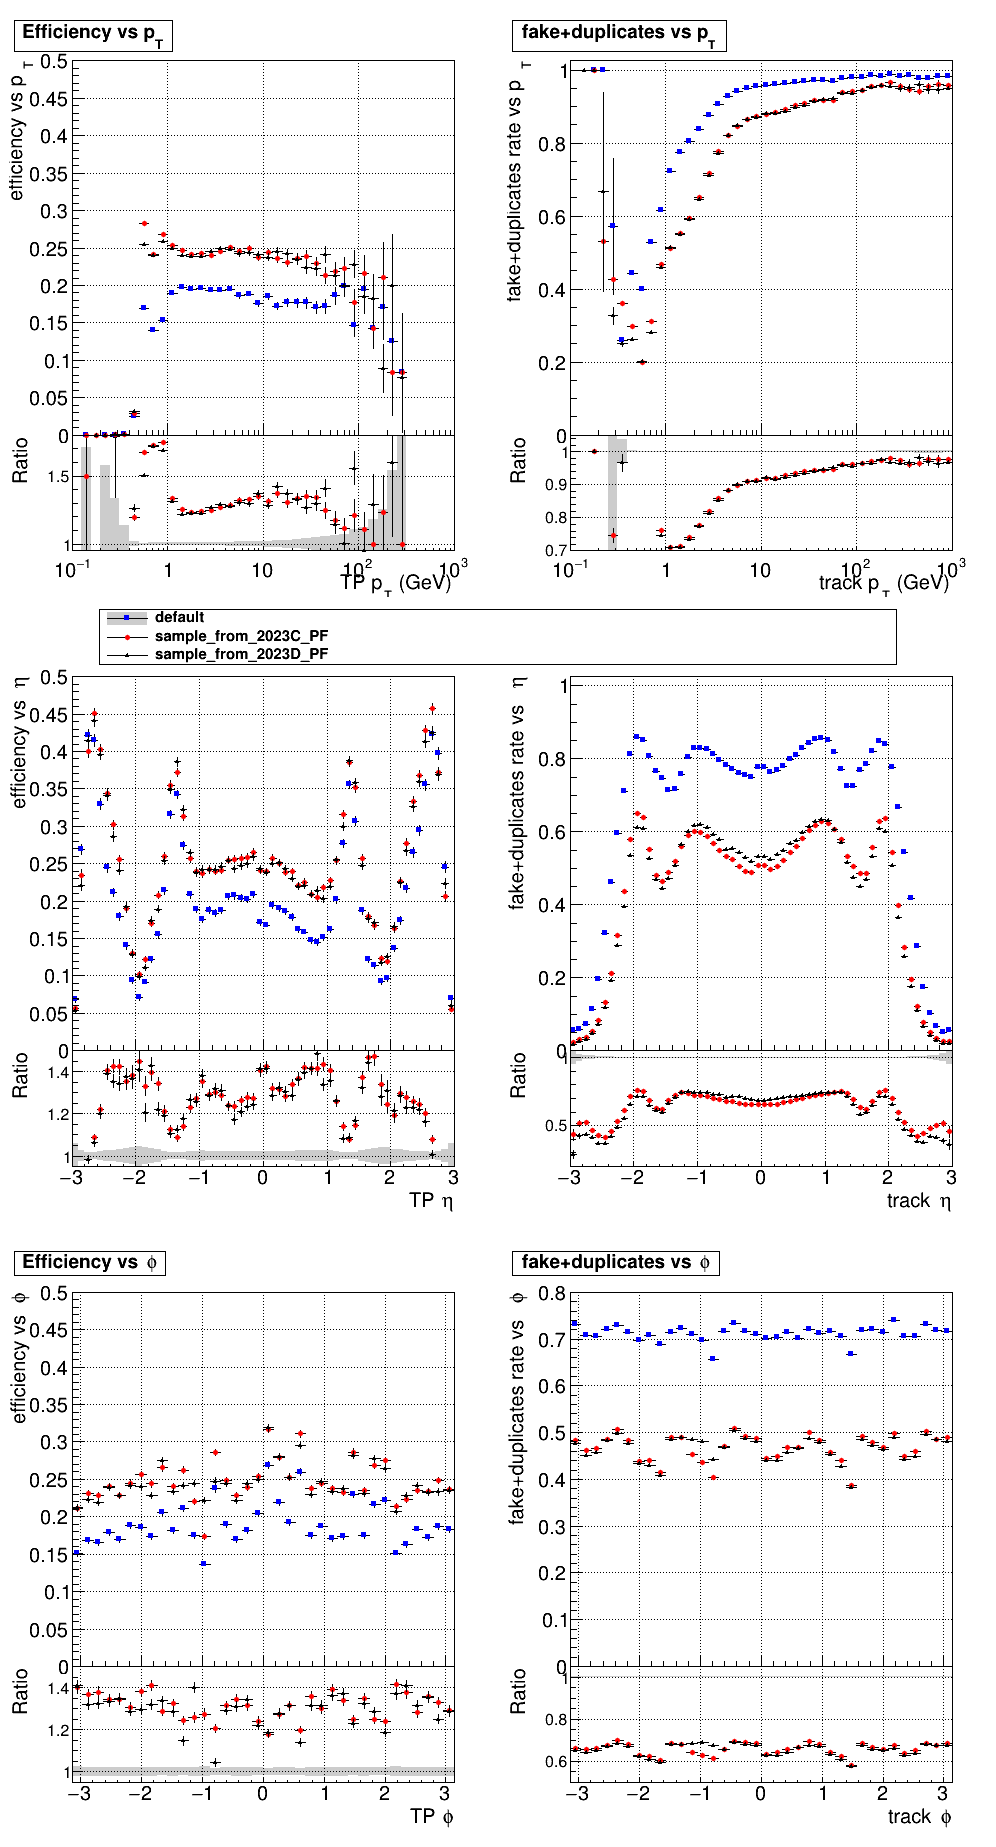 Efficiency vs p_T
fake+duplicates vs p_T
efficiency vs p_T
0.5
0.45
0.4
0.35
0.3
0.25
0.2
0.15
0.1
0.05
0
Ratio
1.5
1
10^−1 1 10 10^2 10^3
TP p_T (GeV)
fake+duplicates rate vs p_T
1
0.8
0.6
0.4
0.2
Ratio
1
0.9
0.8
0.7
10^−1 1 10 10^2 10^3
track p_T (GeV)
default
sample_from_2023C_PF
sample_from_2023D_PF
efficiency vs η
0.5
0.45
0.4
0.35
0.3
0.25
0.2
0.15
0.1
0.05
0
Ratio
1.4
1.2
1
−3 −2 −1 0 1 2 3
TP η
fake+duplicates rate vs η
1
0.8
0.6
0.4
0.2
0
Ratio
1
0.5
−3 −2 −1 0 1 2 3
track η
Efficiency vs ϕ
fake+duplicates vs ϕ
efficiency vs ϕ
0.5
0.45
0.4
0.35
0.3
0.25
0.2
0.15
0.1
0.05
0
Ratio
1.4
1.2
1
−3 −2 −1 0 1 2 3
TP ϕ
fake+duplicates rate vs ϕ
0.8
0.7
0.6
0.5
0.4
0.3
0.2
0.1
0
Ratio
1
0.8
0.6
−3 −2 −1 0 1 2 3
track ϕ